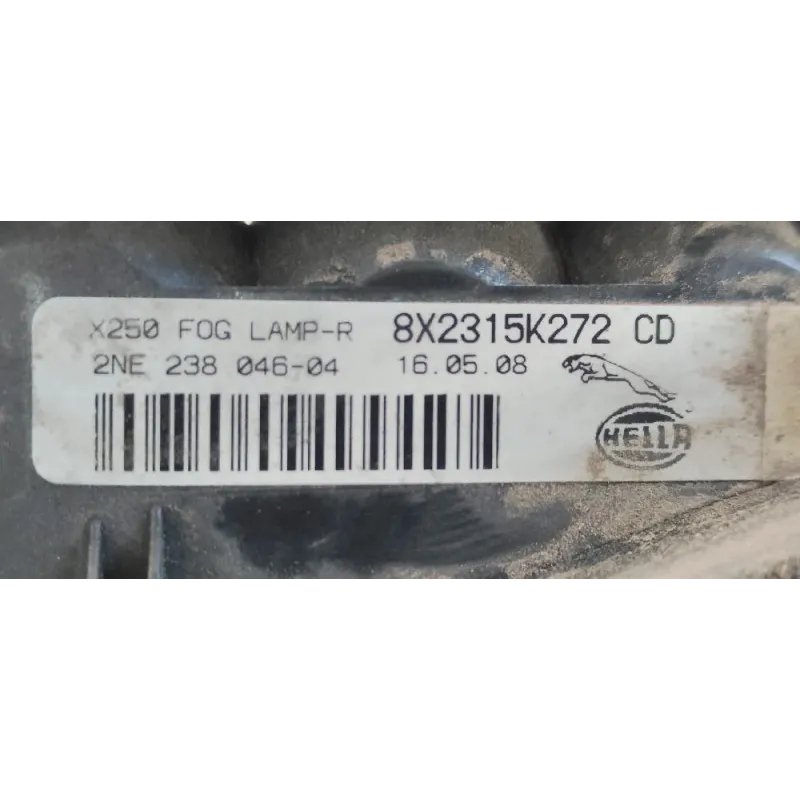 X250 FOG LAMP-R 8X2315K272 CD
2NE 238 046-04 16.05.08
HELLA